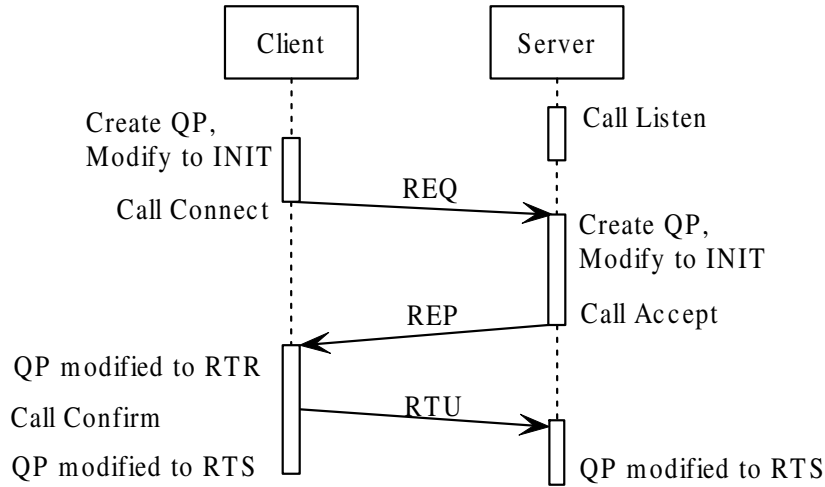 Client
Server
Call Listen
Create QP,
Modify to INIT
REQ
Call Connect
Create QP,
Modify to INIT
REP
Call Accept
QP modified to RTR
RTU
Call Confirm
QP modified to RTS
QP modified to RTS